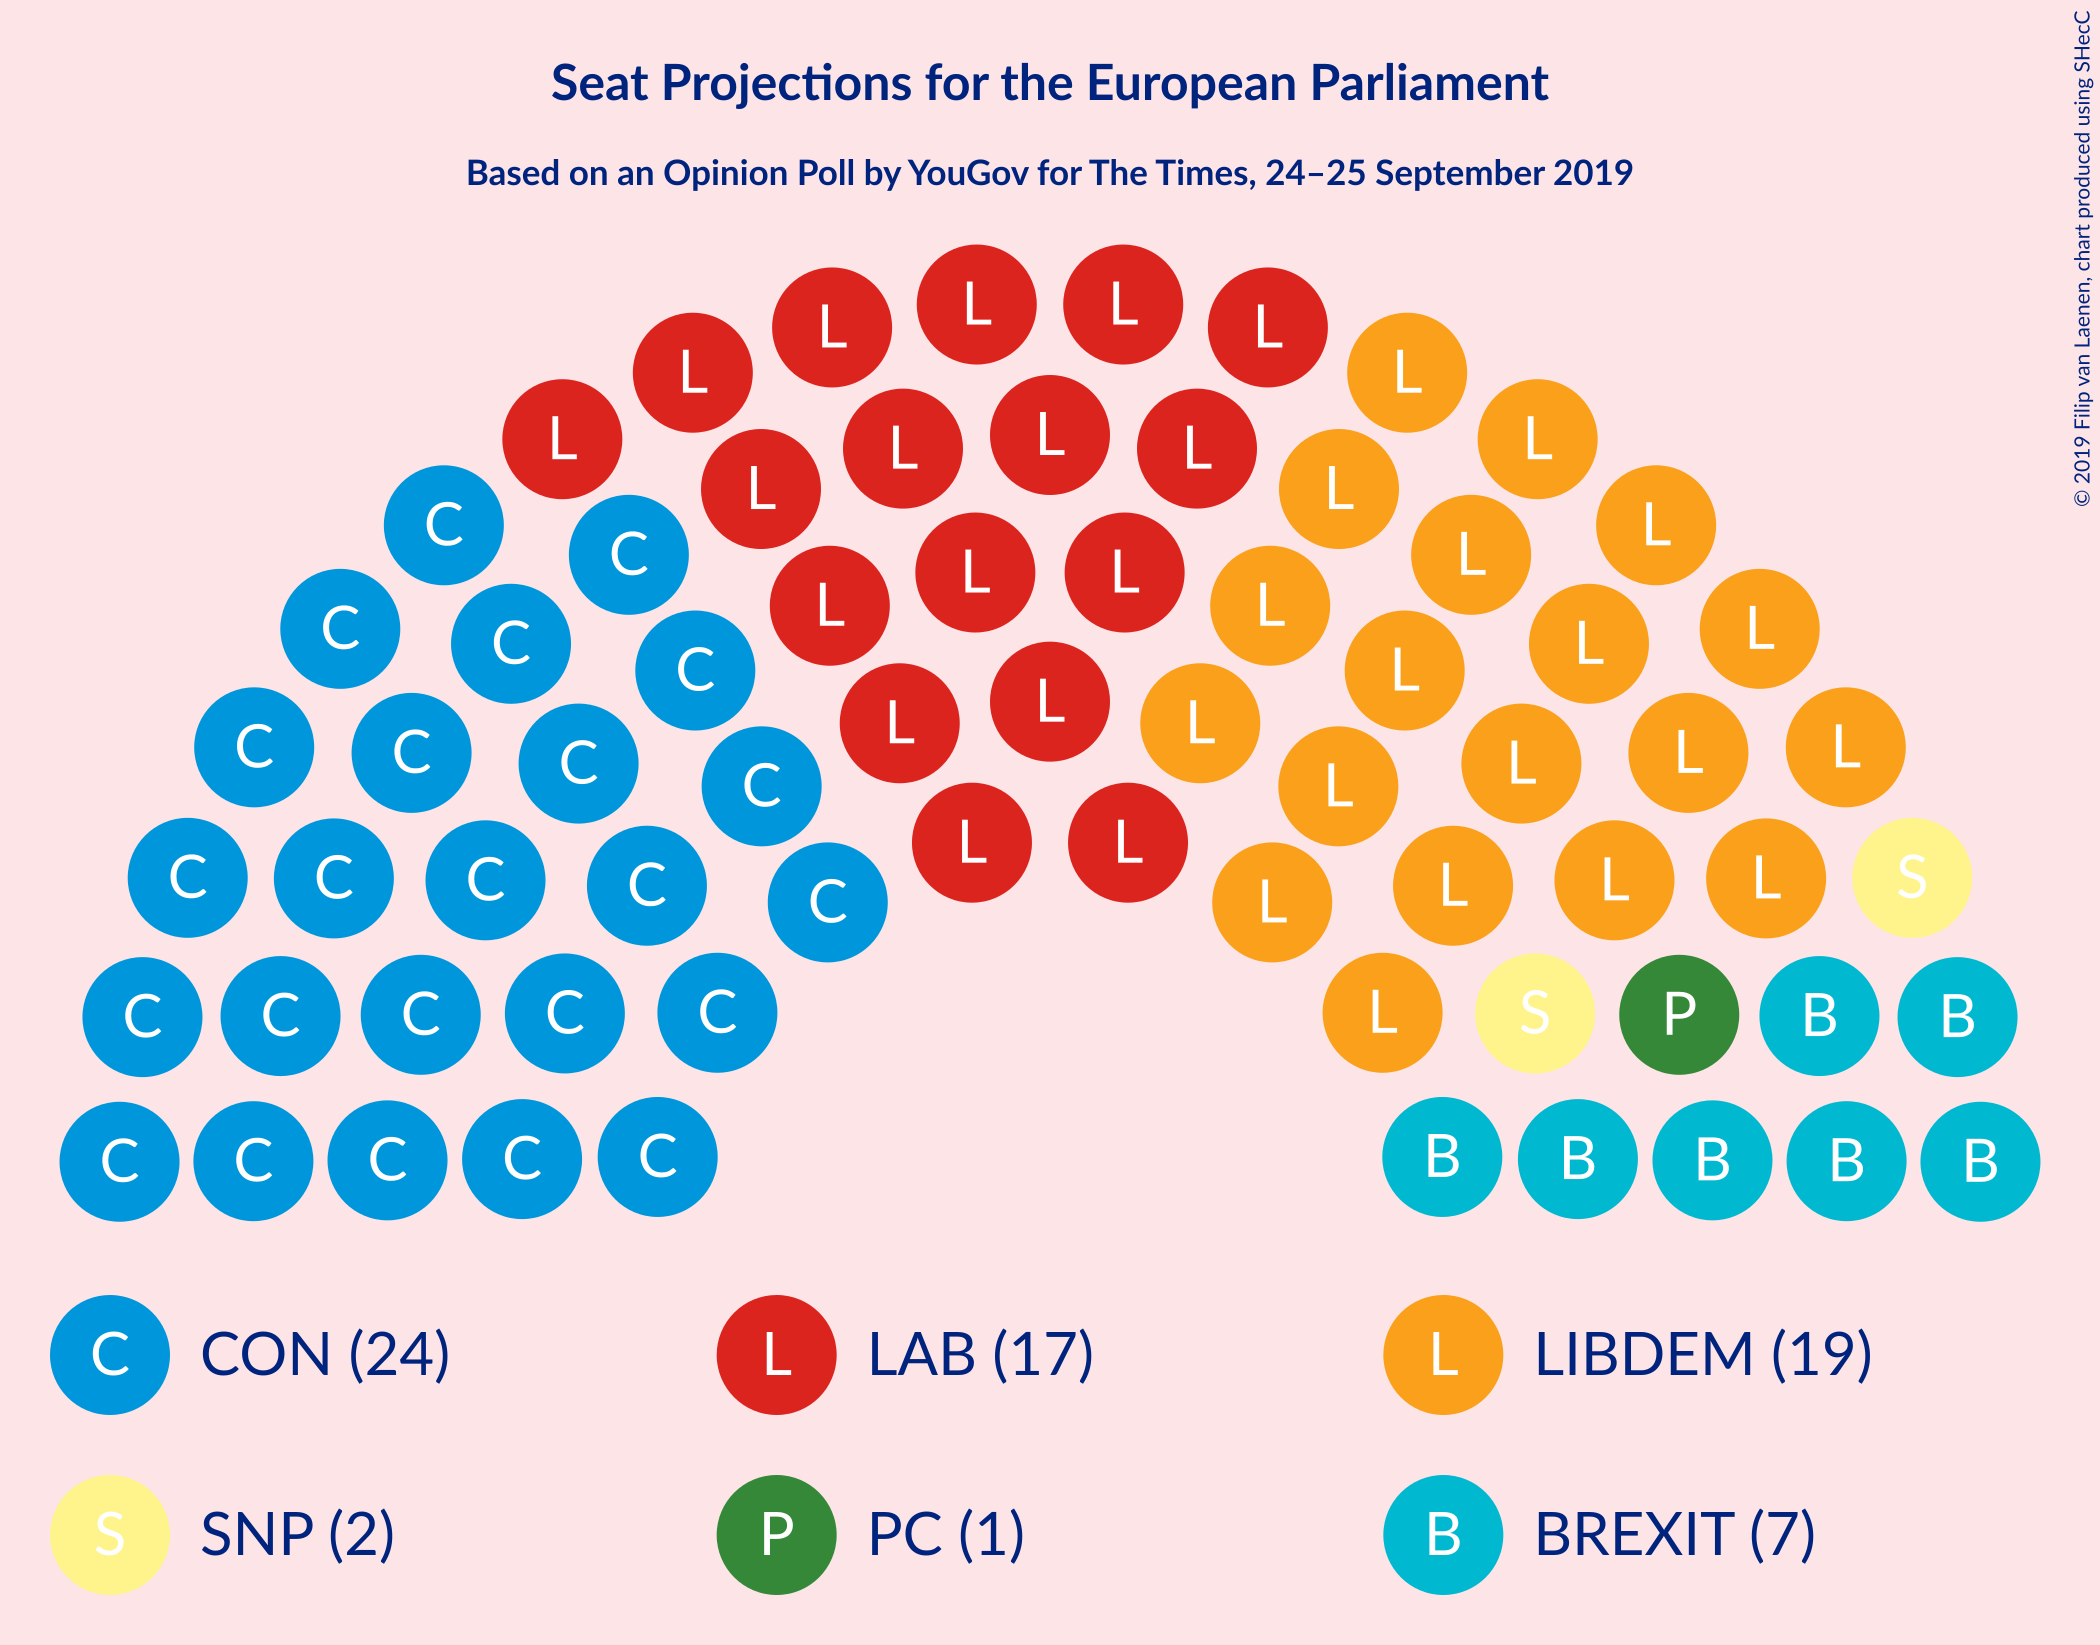 Seat Projections for the European Parliament
Based on an Opinion Poll by YouGov for The Times, 24–25 September 2019
© 2019 Filip van Laenen, chart produced using SHecC
L L
L L
L L
L L L
L L
L L
C L
C L L C
L L L
L L
C C L L
C C L L
L
C L L L
C C L L
C C L L
L L
C C L L
C C L L S
C L
C C C C C L S P B B
C C C C C B B B B B
C CON (24)
L LAB (17)
L LIBDEM (19)
S SNP (2)
P PC (1)
B BREXIT (7)